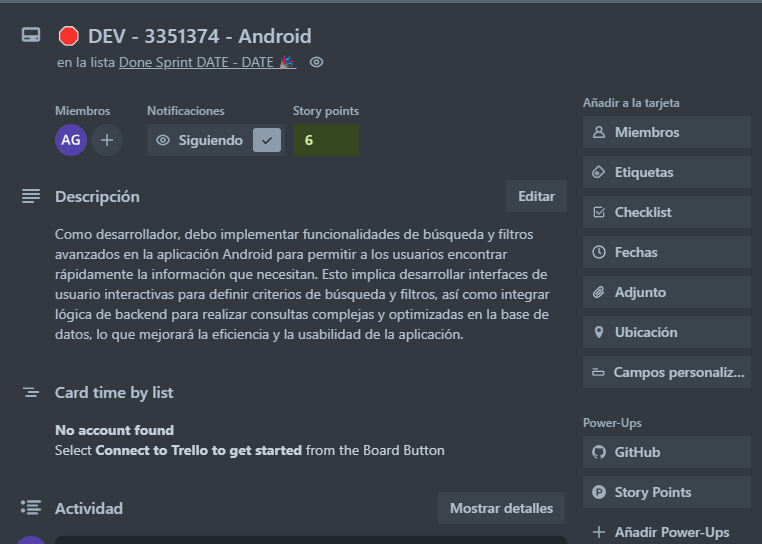 DEV - 3351374 - Android
en la lista Done Sprint DATE - DATE 🎉
Miembros
Notificaciones
Story points
AG
Siguiendo
6
Descripción
Editar
Como desarrollador, debo implementar funcionalidades de búsqueda y filtros
avanzados en la aplicación Android para permitir a los usuarios encontrar
rápidamente la información que necesitan. Esto implica desarrollar interfaces de
usuario interactivas para definir criterios de búsqueda y filtros, así como integrar
lógica de backend para realizar consultas complejas y optimizadas en la base de
datos, lo que mejorará la eficiencia y la usabilidad de la aplicación.
Card time by list
No account found
Select Connect to Trello to get started from the Board Button
Actividad
Mostrar detalles
Añadir a la tarjeta
Miembros
Etiquetas
Checklist
Fechas
Adjunto
Ubicación
Campos personaliz...
Power-Ups
GitHub
Story Points
Añadir Power-Ups